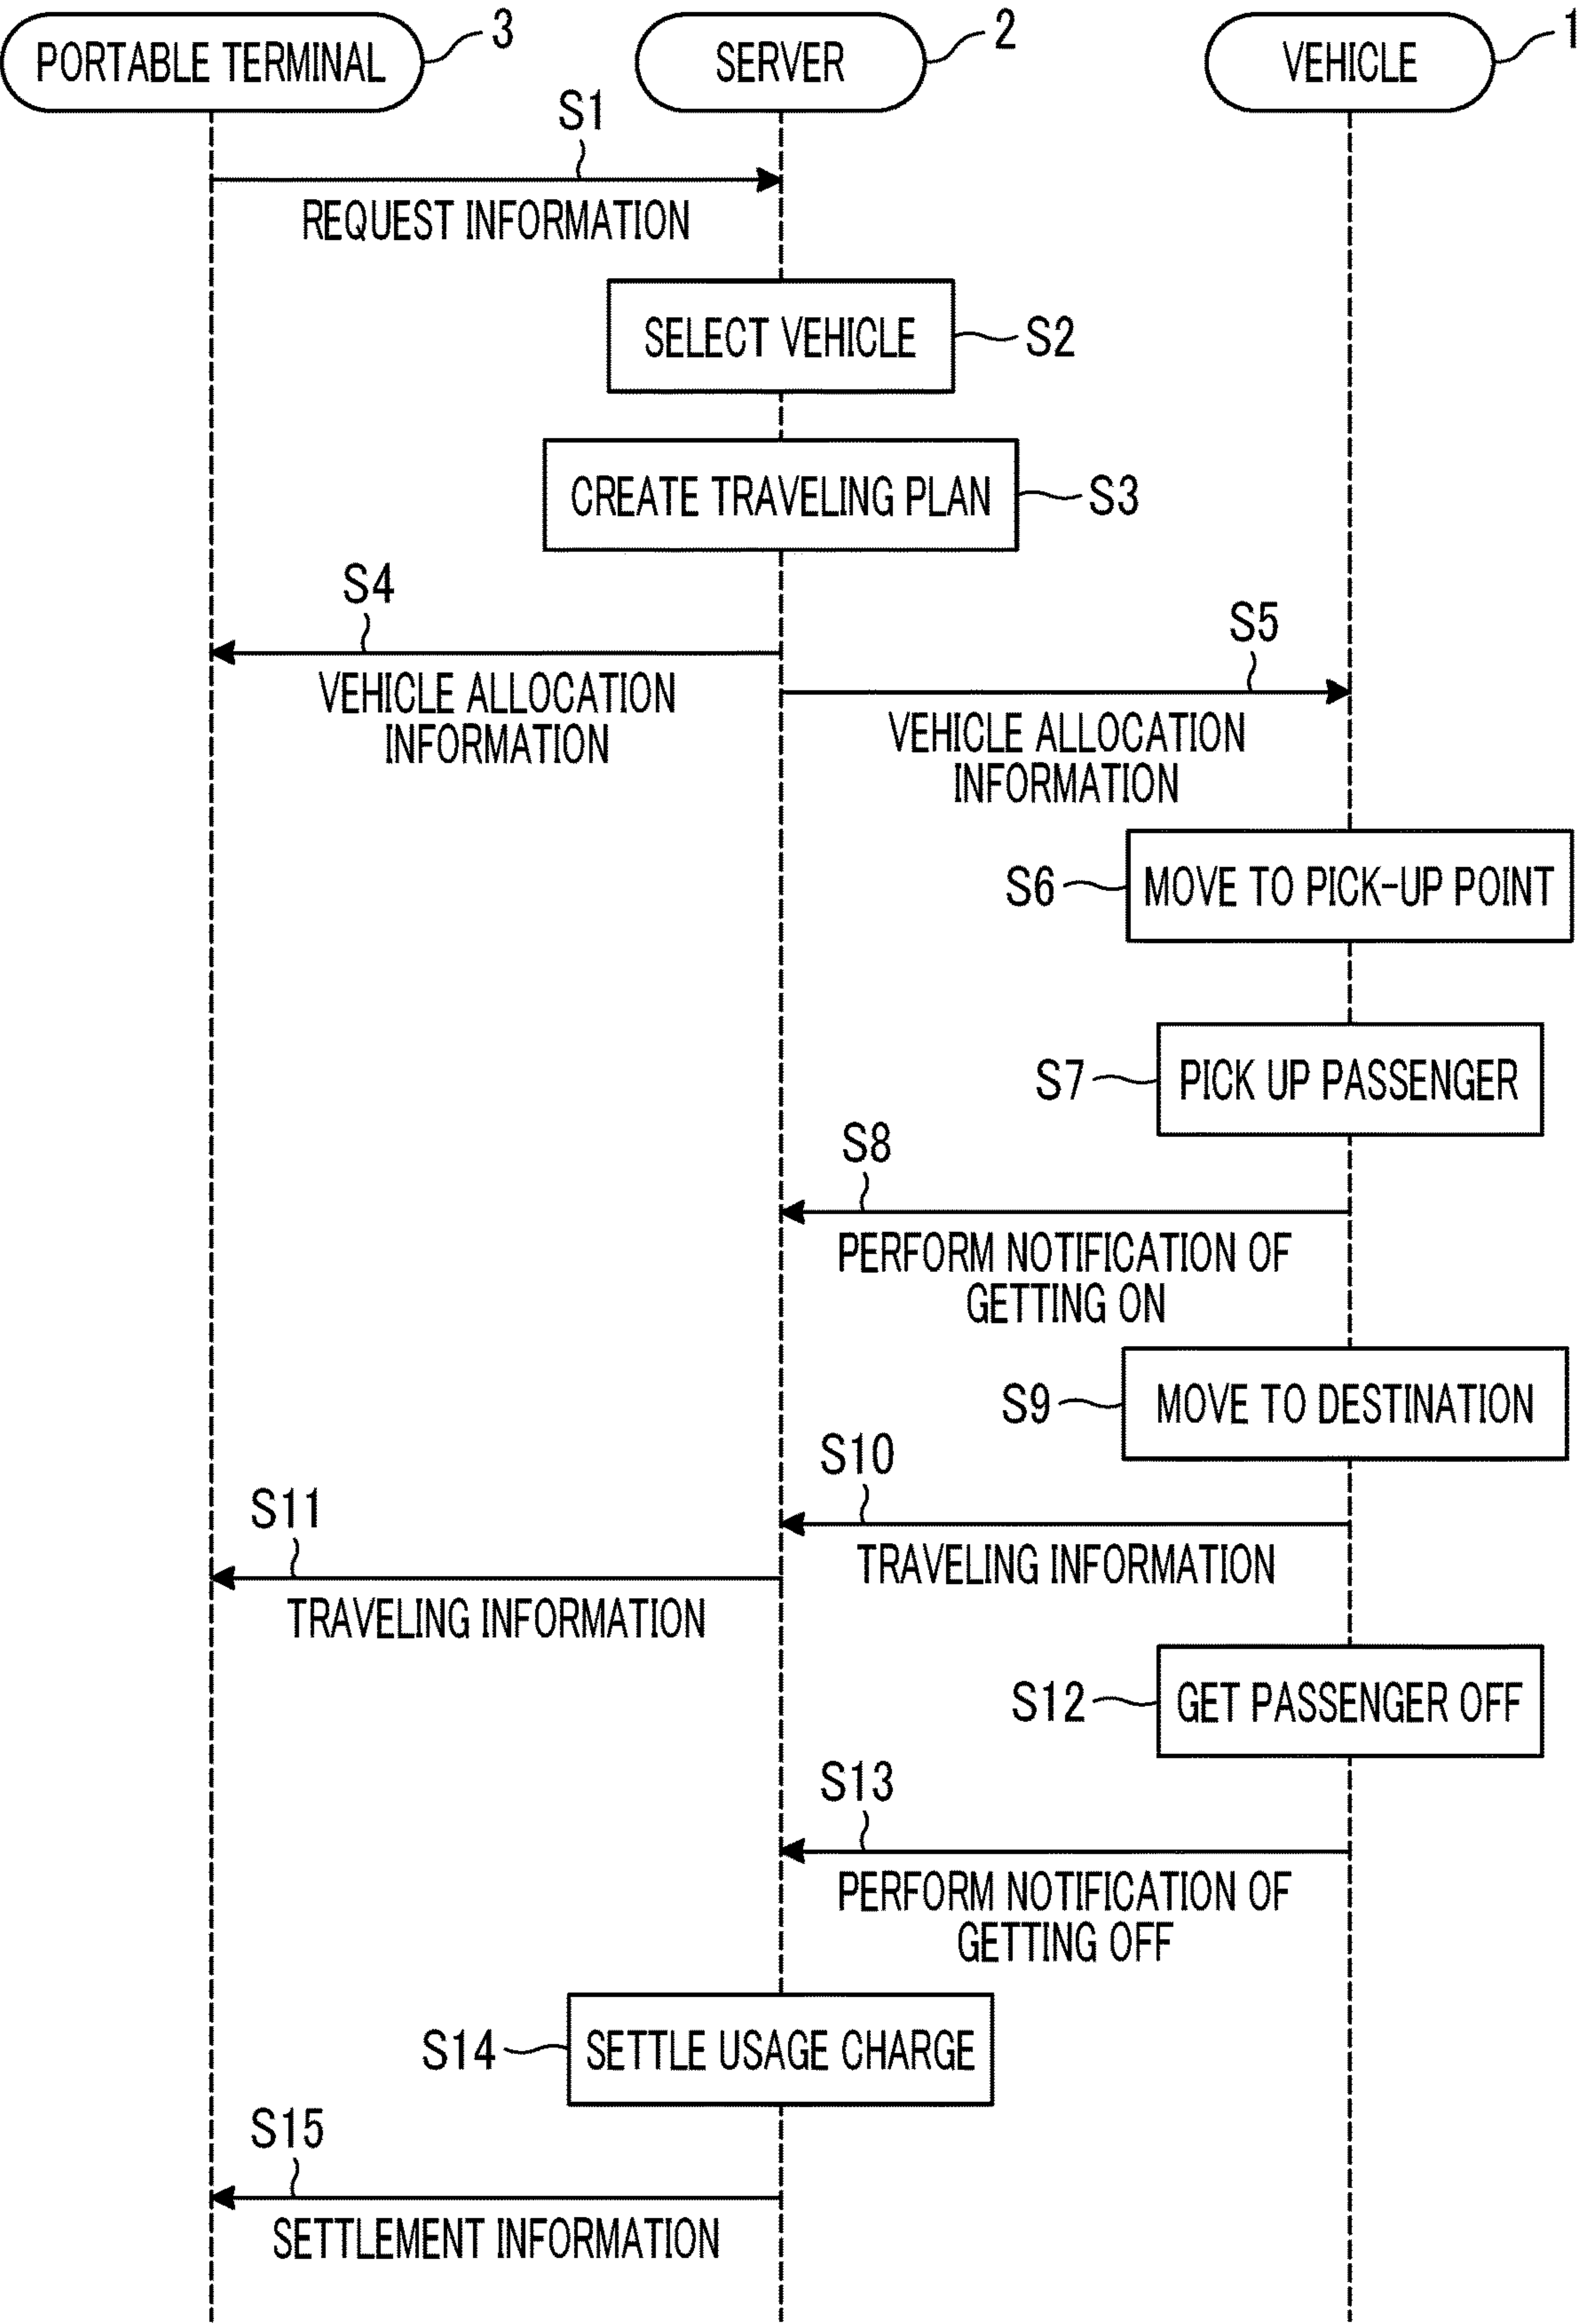 PORTABLE TERMINAL
3
SERVER
2
VEHICLE
1
S1
REQUEST INFORMATION
SELECT VEHICLE
S2
CREATE TRAVELING PLAN
S3
S4
VEHICLE ALLOCATION
INFORMATION
S5
VEHICLE ALLOCATION
INFORMATION
S6
MOVE TO PICK-UP POINT
S7
PICK UP PASSENGER
S8
PERFORM NOTIFICATION OF
GETTING ON
S9
MOVE TO DESTINATION
S10
TRAVELING INFORMATION
S11
TRAVELING INFORMATION
S12
GET PASSENGER OFF
S13
PERFORM NOTIFICATION OF
GETTING OFF
S14
SETTLE USAGE CHARGE
S15
SETTLEMENT INFORMATION